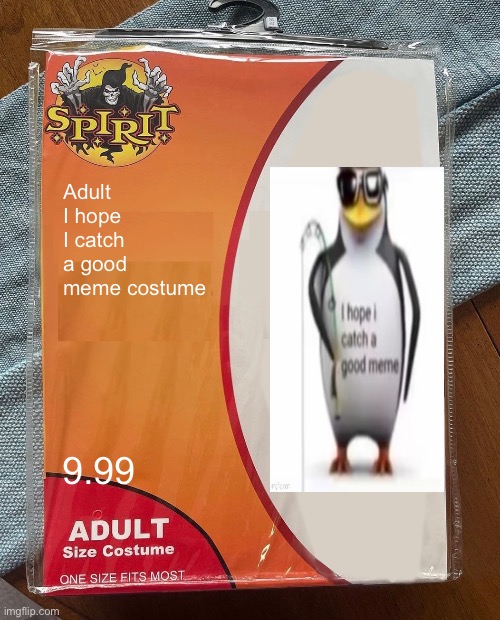 SPIRIT
Adult
I hope
I catch
a good
meme costume
I hope i
catch a
good meme
9.99
ADULT
Size Costume
ONE SIZE FITS MOST
imgflip.com